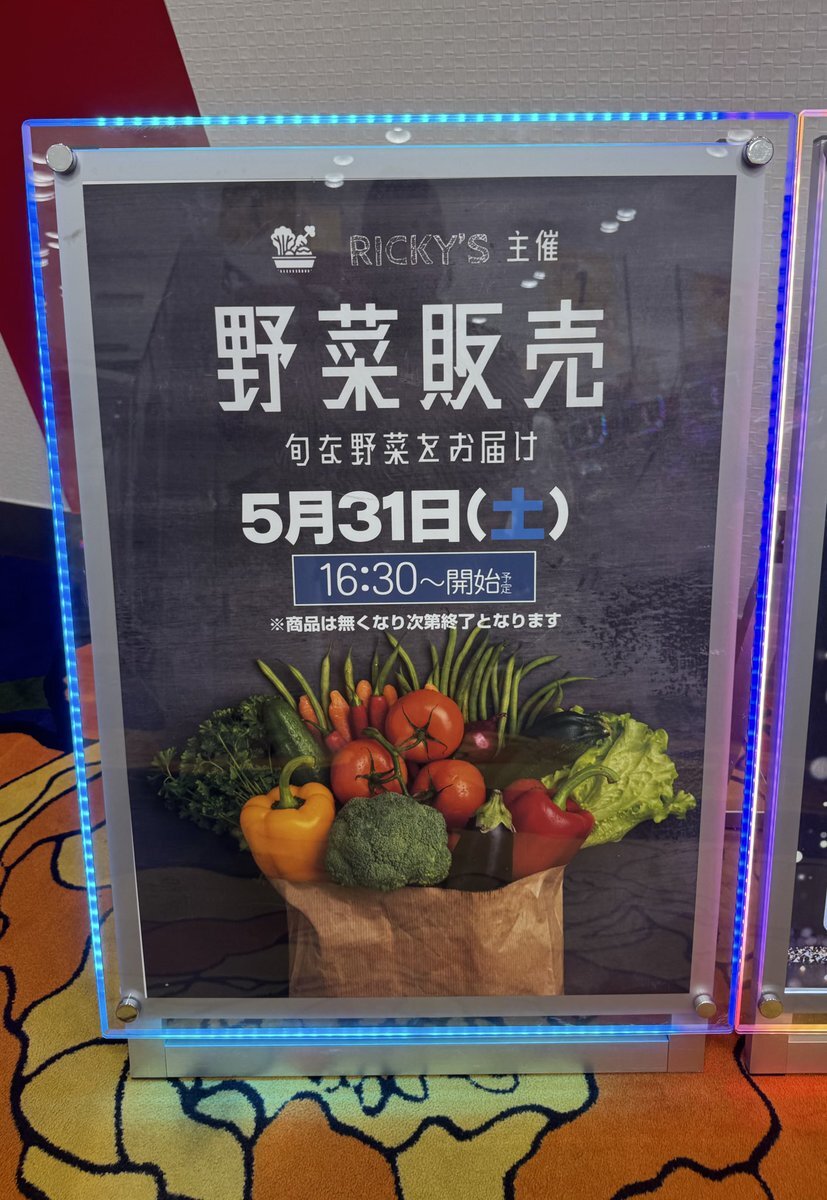 RICKY'S 主催
野菜販売
旬な野菜をお届け
5月31日(土)
16:30～開始予定
※商品は無くなり次第終了となります